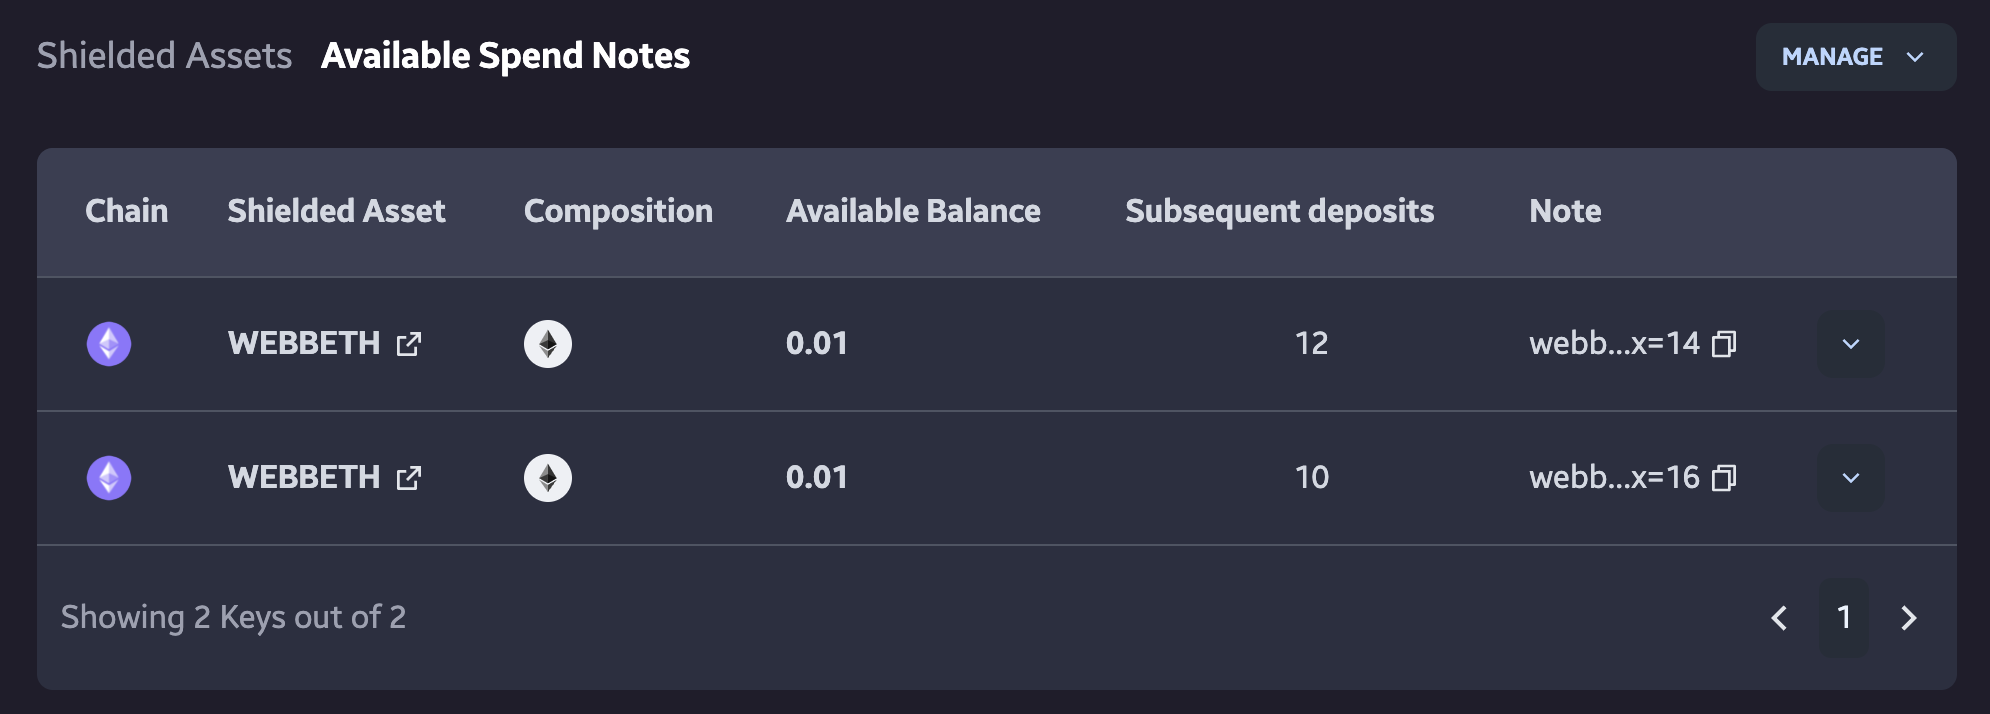 Shielded Assets Available Spend Notes MANAGE
Chain Shielded Asset Composition Available Balance Subsequent deposits Note
WEBBETH 0.01 12 webb...x=14
WEBBETH 0.01 10 webb...x=16
Showing 2 Keys out of 2 1